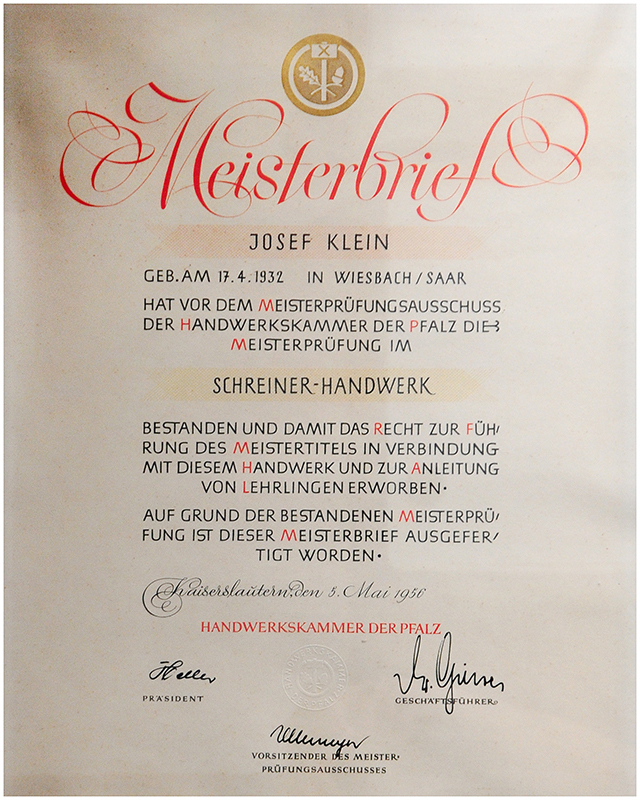 Meisterbrief
JOSEF KLEIN
GEB. AM 17.4.1932 IN WIESBACH/SAAR
HAT VOR DEM MEISTERPRÜFUNGSAUSSCHUSS
DER HANDWERKSKAMMER DER PFALZ DIE
MEISTERPRÜFUNG IM
SCHREINER-HANDWERK
BESTANDEN UND DAMIT DAS RECHT ZUR FÜH-
RUNG DES MEISTERTITELS IN VERBINDUNG
MIT DIESEM HANDWERK UND ZUR ANLEITUNG
VON LEHRLINGEN ERWORBEN.
AUF GRUND DER BESTANDENEN MEISTERPRÜ-
FUNG IST DIESER MEISTERBRIEF AUSGEFER-
TIGT WORDEN.
Kaiserslautern, den 5. Mai 1956
HANDWERKSKAMMER DER PFALZ
Heller
PRÄSIDENT
GESCHÄFTSFÜHRER
VORSITZENDER DES MEISTER-
PRÜFUNGSAUSSCHUSSES